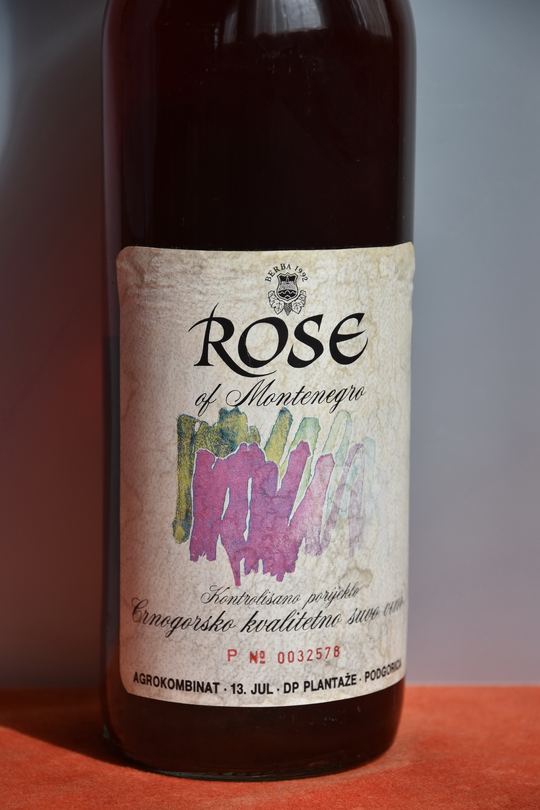 BERBA 1992
ROSE
of Montenegro
Kontrolisano porijeklo
Crnogorsko kvalitetno suvo vino
P № 0032578
AGROKOMBINAT · 13. JUL · DP PLANTAŽE · PODGORICA